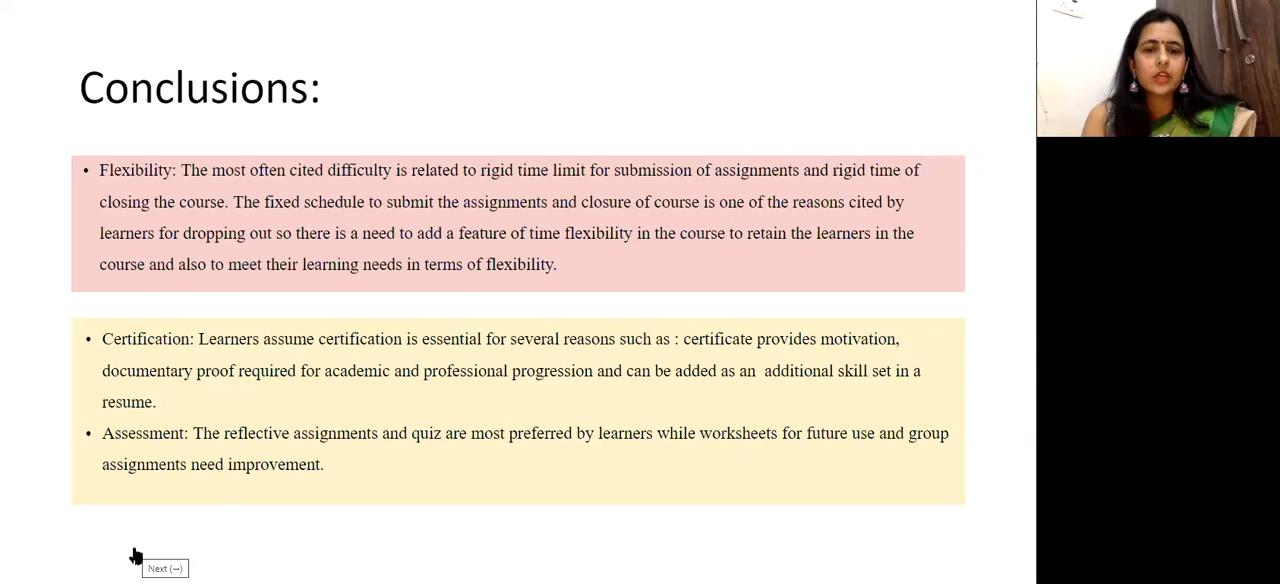 Conclusions:
• Flexibility: The most often cited difficulty is related to rigid time limit for submission of assignments and rigid time of
closing the course. The fixed schedule to submit the assignments and closure of course is one of the reasons cited by
learners for dropping out so there is a need to add a feature of time flexibility in the course to retain the learners in the
course and also to meet their learning needs in terms of flexibility.
• Certification: Learners assume certification is essential for several reasons such as : certificate provides motivation,
documentary proof required for academic and professional progression and can be added as an  additional skill set in a
resume.
• Assessment: The reflective assignments and quiz are most preferred by learners while worksheets for future use and group
assignments need improvement.
Next (→)